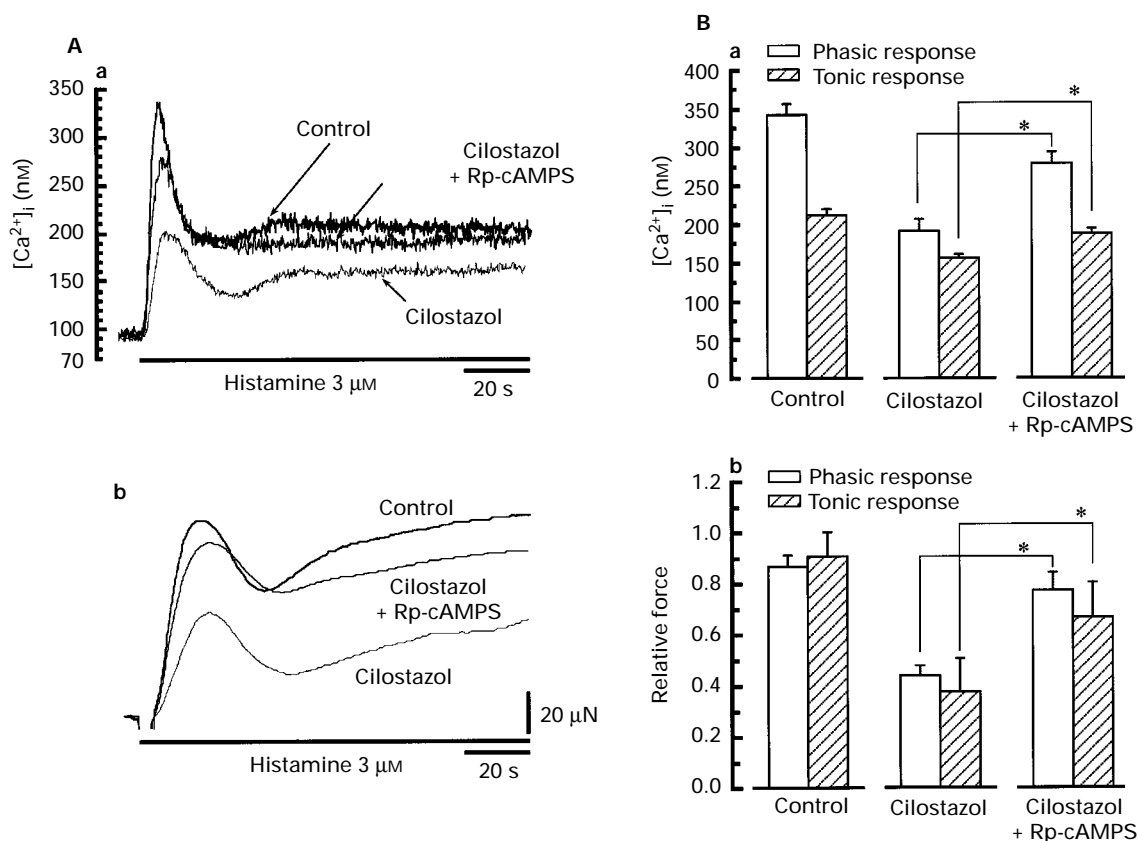 A
a
400
350
300
250
200
150
100
70
[Ca2+]i (nM)
Control
Cilostazol
+ Rp-cAMPS
Cilostazol
Histamine 3 μM
20 s
b
Control
Cilostazol
+ Rp-cAMPS
Cilostazol
20 μN
Histamine 3 μM
20 s
B
a
Phasic response
Tonic response
400
350
300
250
200
150
100
50
0
[Ca2+]i (nM)
*
*
Control
Cilostazol
Cilostazol
+ Rp-cAMPS
b
Phasic response
Tonic response
1.2
1.0
0.8
0.6
0.4
0.2
0.0
Relative force
*
*
Control
Cilostazol
Cilostazol
+ Rp-cAMPS